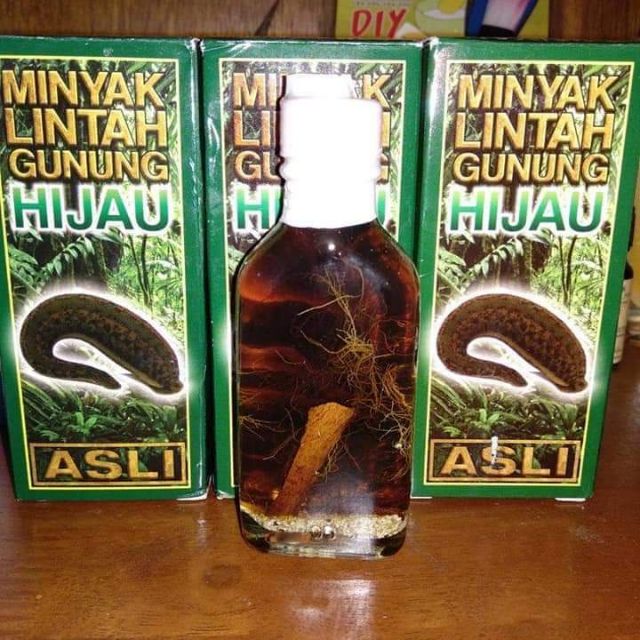 DIY
MINYAK
LINTAH
GUNUNG
HIJAU
ASLI
MINYAK
LINTAH
GUNUNG
HIJAU
ASLI